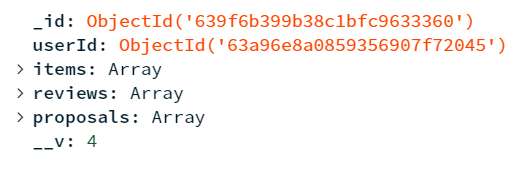 _id: ObjectId('639f6b399b38c1bfc9633360')
userId: ObjectId('63a96e8a0859356907f72045')
> items: Array
> reviews: Array
> proposals: Array
__v: 4